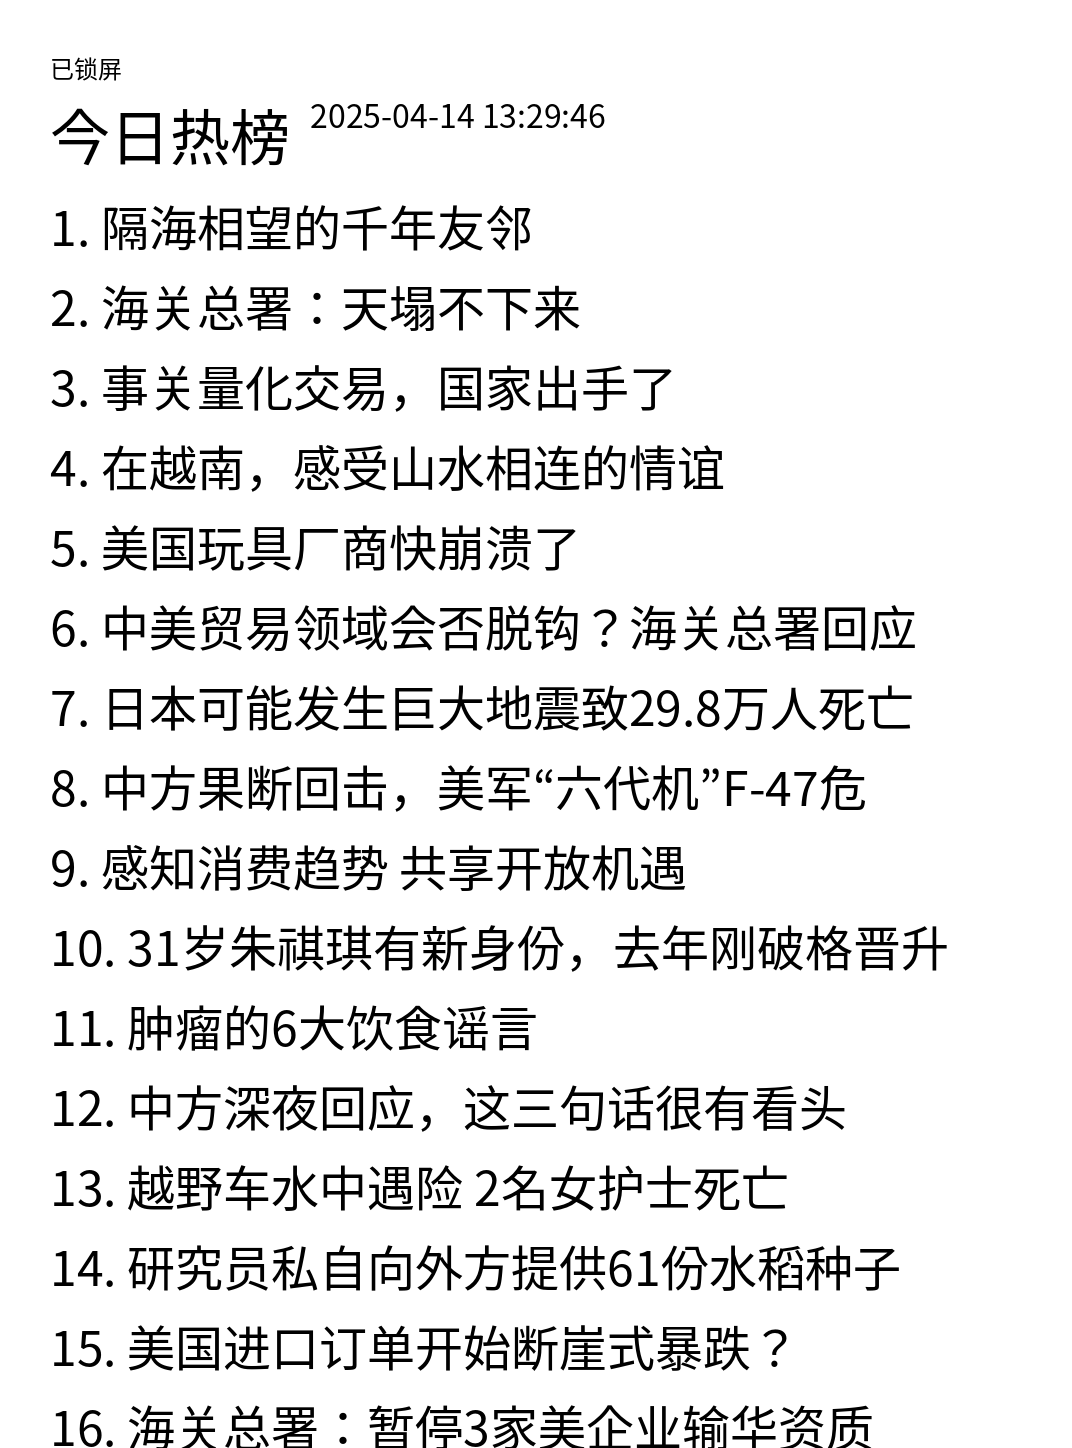 已锁屏
今日热榜 2025-04-14 13:29:46
1. 隔海相望的千年友邻
2. 海关总署：天塌不下来
3. 事关量化交易，国家出手了
4. 在越南，感受山水相连的情谊
5. 美国玩具厂商快崩溃了
6. 中美贸易领域会否脱钩？海关总署回应
7. 日本可能发生巨大地震致29.8万人死亡
8. 中方果断回击，美军“六代机”F-47危
9. 感知消费趋势 共享开放机遇
10. 31岁朱祺琪有新身份，去年刚破格晋升
11. 肿瘤的6大饮食谣言
12. 中方深夜回应，这三句话很有看头
13. 越野车水中遇险 2名女护士死亡
14. 研究员私自向外方提供61份水稻种子
15. 美国进口订单开始断崖式暴跌？
16. 海关总署：暂停3家美企业输华资质